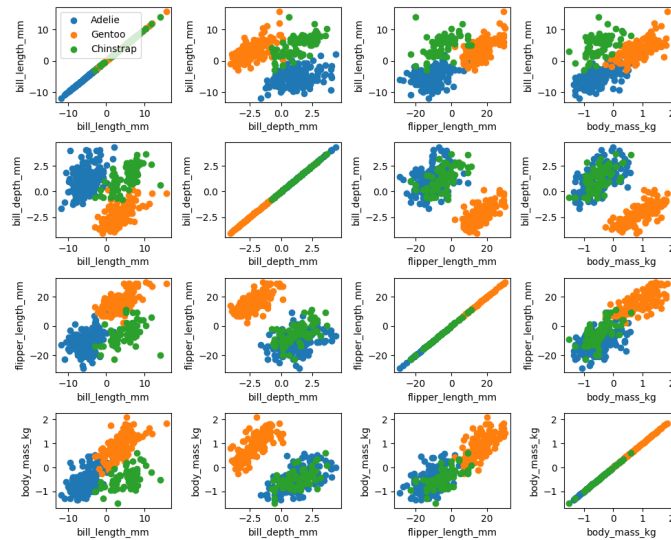 Adelie
Gentoo
Chinstrap
bill_length_mm
10
0
−10
−10 0 10
bill_length_mm
bill_length_mm
10
0
−10
−2.5 0.0 2.5
bill_depth_mm
bill_length_mm
10
0
−10
−20 0 20
flipper_length_mm
bill_length_mm
10
0
−10
−1 0 1 2
body_mass_kg
bill_depth_mm
2.5
0.0
−2.5
−10 0 10
bill_length_mm
bill_depth_mm
2.5
0.0
−2.5
−2.5 0.0 2.5
bill_depth_mm
bill_depth_mm
2.5
0.0
−2.5
−20 0 20
flipper_length_mm
bill_depth_mm
2.5
0.0
−2.5
−1 0 1 2
body_mass_kg
flipper_length_mm
20
0
−20
−10 0 10
bill_length_mm
flipper_length_mm
20
0
−20
−2.5 0.0 2.5
bill_depth_mm
flipper_length_mm
20
0
−20
−20 0 20
flipper_length_mm
flipper_length_mm
20
0
−20
−1 0 1 2
body_mass_kg
body_mass_kg
2
1
0
−1
−10 0 10
bill_length_mm
body_mass_kg
2
1
0
−1
−2.5 0.0 2.5
bill_depth_mm
body_mass_kg
2
1
0
−1
−20 0 20
flipper_length_mm
body_mass_kg
2
1
0
−1
−1 0 1 2
body_mass_kg